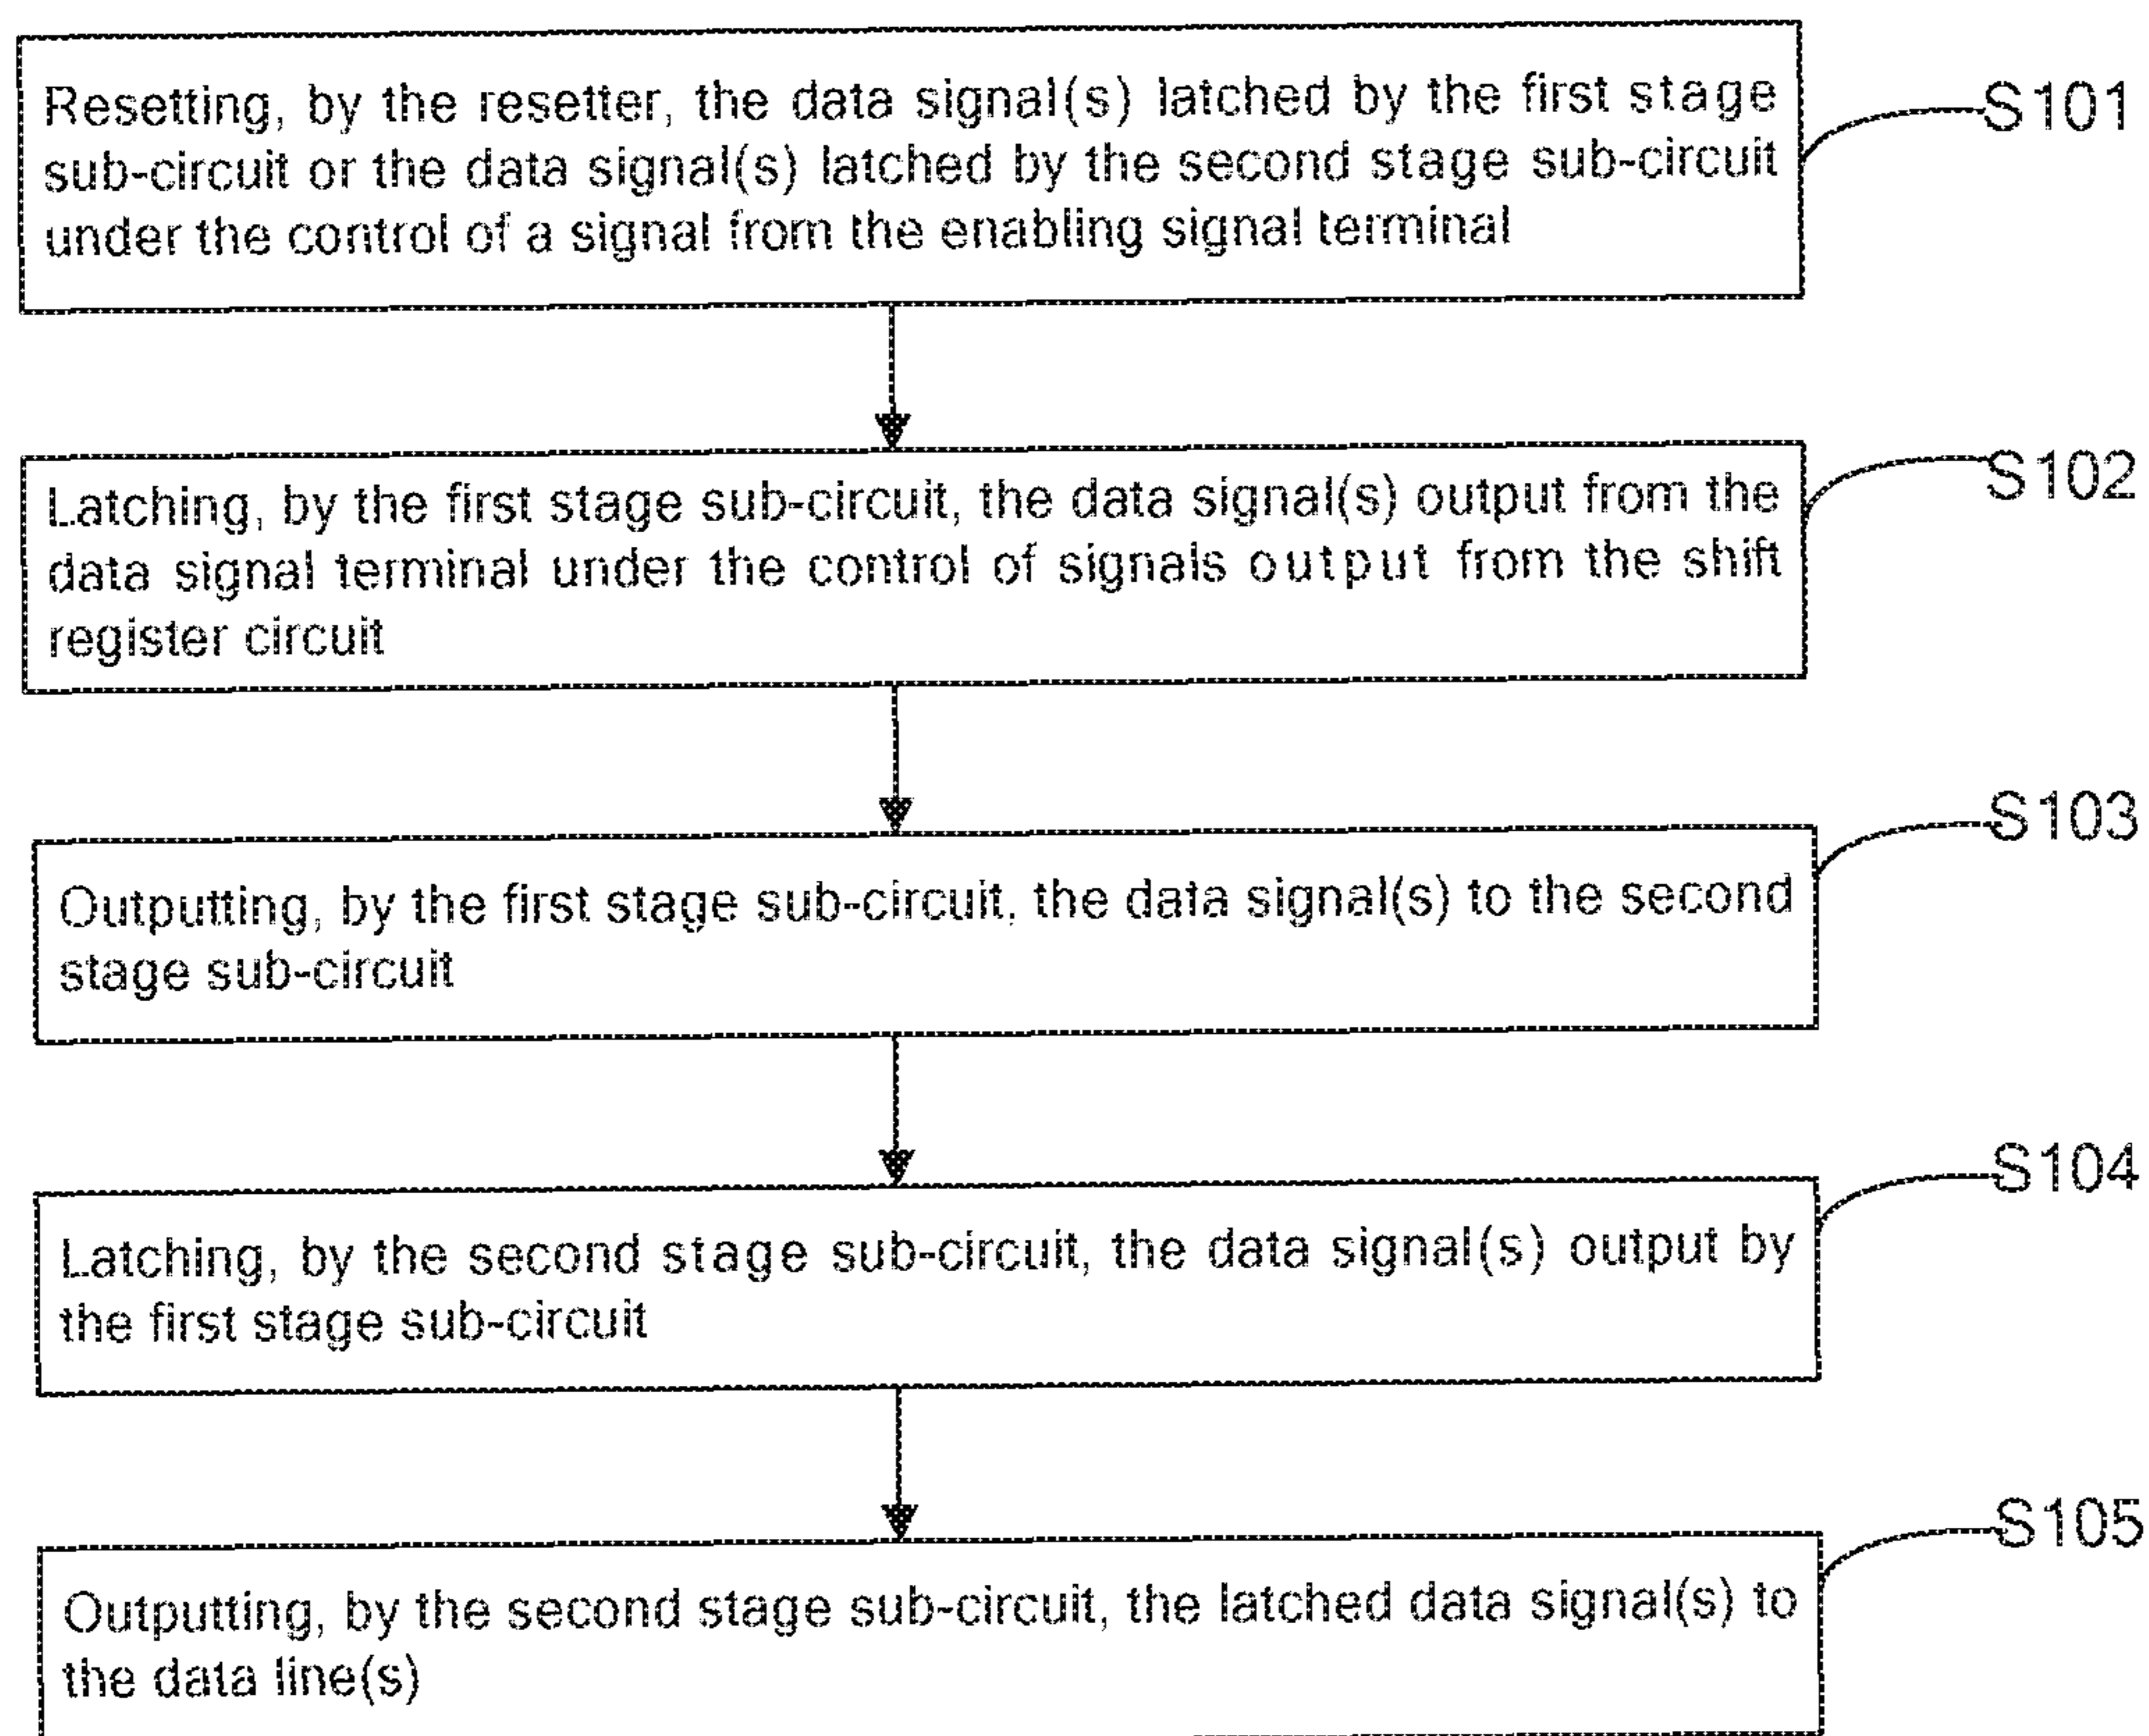 Resetting, by the resetter, the data signal(s) latched by the first stage
sub-circuit or the data signal(s) latched by the second stage sub-circuit
under the control of a signal from the enabling signal terminal
S101
Latching, by the first stage sub-circuit, the data signal(s) output from the
data signal terminal under the control of signals output from the shift
register circuit
S102
Outputting, by the first stage sub-circuit, the data signal(s) to the second
stage sub-circuit
S103
Latching, by the second stage sub-circuit, the data signal(s) output by
the first stage sub-circuit
S104
Outputting, by the second stage sub-circuit, the latched data signal(s) to
the data line(s)
S105